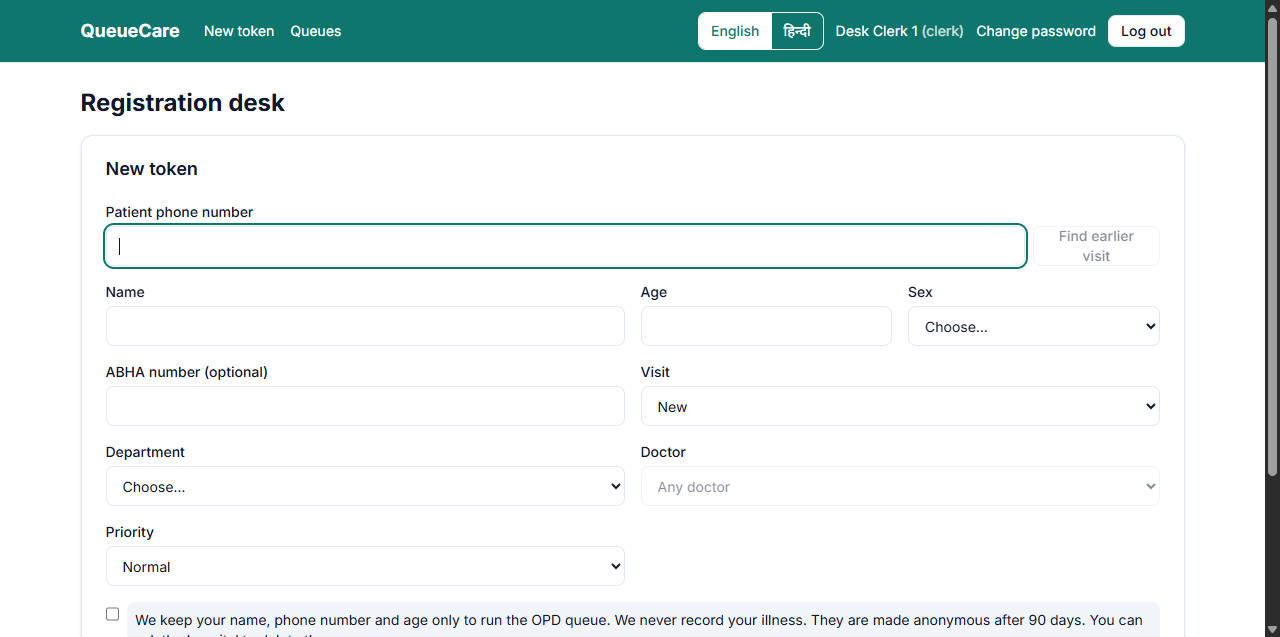 QueueCare New token Queues English हिन्दी Desk Clerk 1 (clerk) Change password Log out
Registration desk
New token
Patient phone number
Find earlier
visit
Name Age Sex
Choose...
ABHA number (optional) Visit
New
Department Doctor
Choose... Any doctor
Priority
Normal
We keep your name, phone number and age only to run the OPD queue. We never record your illness. They are made anonymous after 90 days. You can